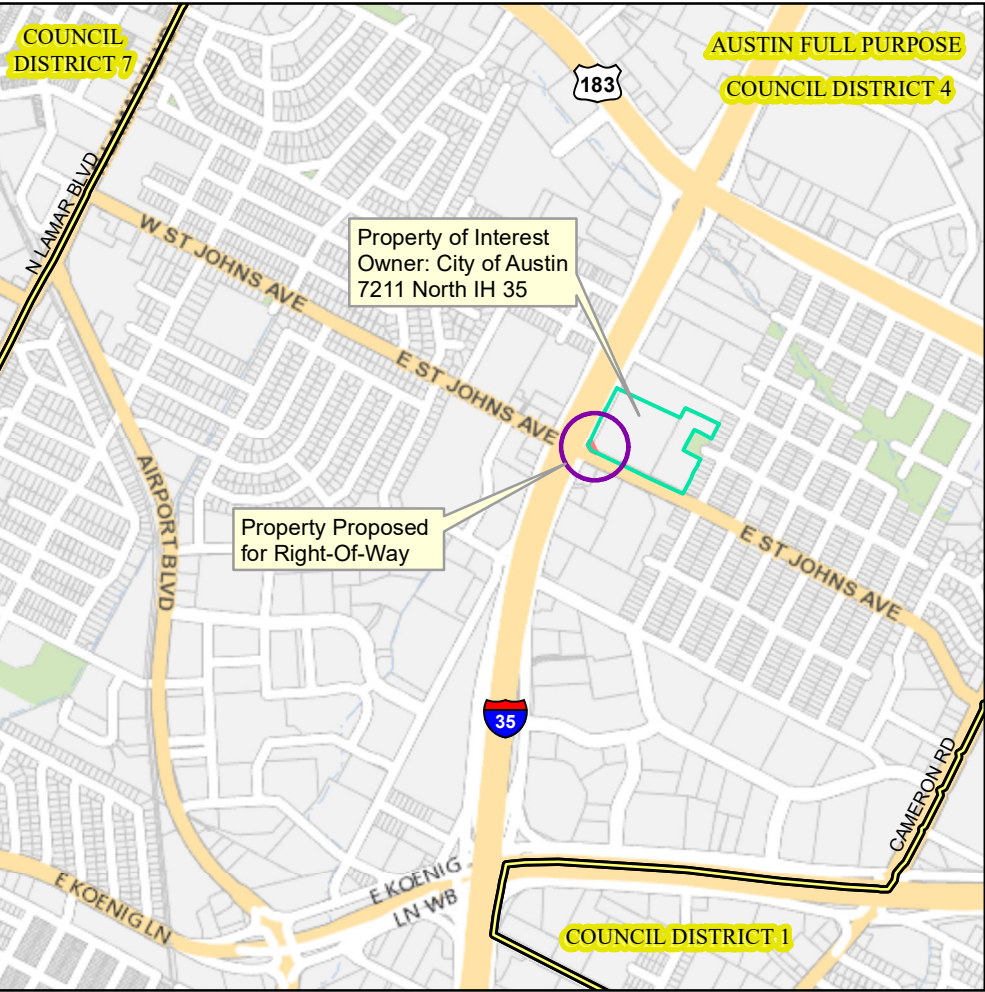 COUNCIL
DISTRICT 7
AUSTIN FULL PURPOSE
183
COUNCIL DISTRICT 4
N LAMAR BLVD
W ST JOHNS AVE
Property of Interest
Owner: City of Austin
7211 North IH 35
E ST JOHNS AVE
AIRPORT BLVD
Property Proposed
for Right-Of-Way
E ST JOHNS AVE
35
CAMERON RD
E KOENIG LN
E KOENIG
LN WB
COUNCIL DISTRICT 1